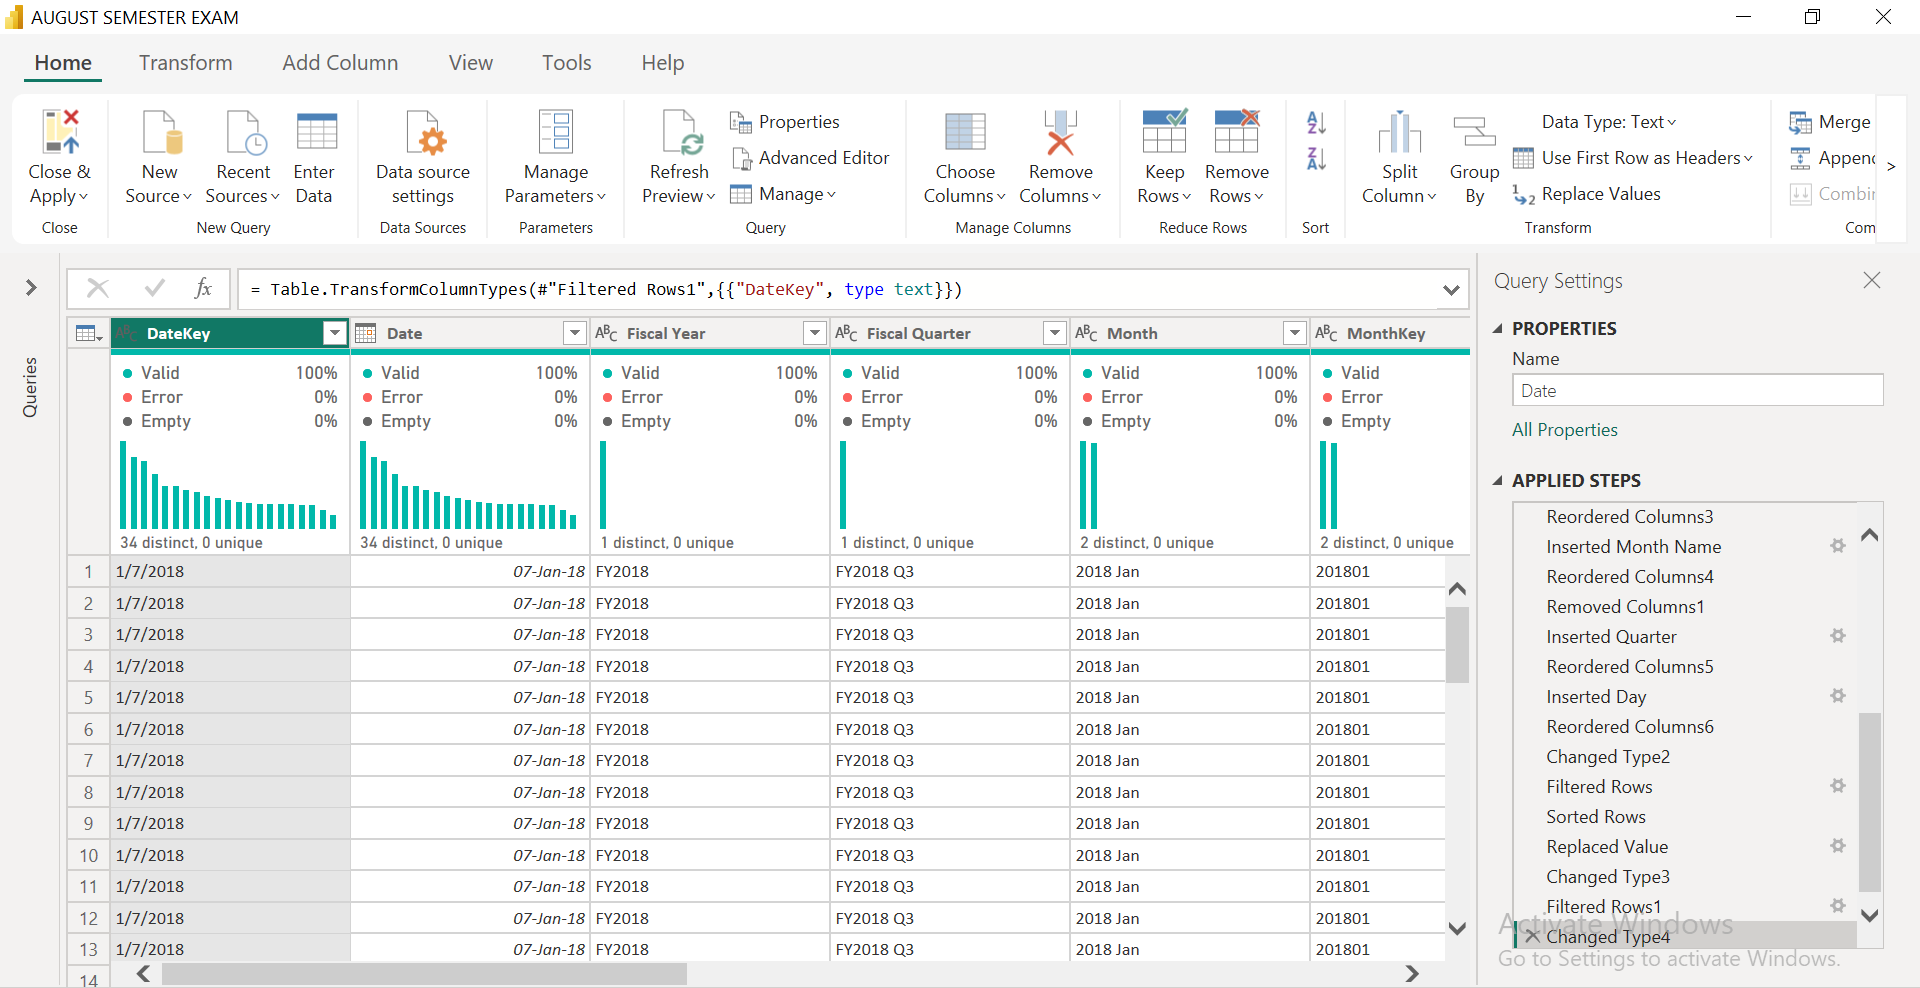 AUGUST SEMESTER EXAM
Home Transform Add Column View Tools Help
Close & Apply
Close
New Source
Recent Sources
Enter Data
New Query
Data source settings
Data Sources
Manage Parameters
Parameters
Refresh Preview
Properties
Advanced Editor
Manage
Query
Choose Columns
Remove Columns
Manage Columns
Keep Rows
Remove Rows
Reduce Rows
Sort
Split Column
Group By
Data Type: Text
Use First Row as Headers
Replace Values
Transform
Merge
Appen
Combi
Com
fx = Table.TransformColumnTypes(#"Filtered Rows1",{{"DateKey", type text}})
Queries
DateKey Date Fiscal Year Fiscal Quarter Month MonthKey
Valid 100% Valid 100% Valid 100% Valid 100% Valid 100% Valid
Error 0% Error 0% Error 0% Error 0% Error 0% Error
Empty 0% Empty 0% Empty 0% Empty 0% Empty 0% Empty
34 distinct, 0 unique 34 distinct, 0 unique 1 distinct, 0 unique 1 distinct, 0 unique 2 distinct, 0 unique 2 distinct, 0 unique
1 1/7/2018 07-Jan-18 FY2018 FY2018 Q3 2018 Jan 201801
2 1/7/2018 07-Jan-18 FY2018 FY2018 Q3 2018 Jan 201801
3 1/7/2018 07-Jan-18 FY2018 FY2018 Q3 2018 Jan 201801
4 1/7/2018 07-Jan-18 FY2018 FY2018 Q3 2018 Jan 201801
5 1/7/2018 07-Jan-18 FY2018 FY2018 Q3 2018 Jan 201801
6 1/7/2018 07-Jan-18 FY2018 FY2018 Q3 2018 Jan 201801
7 1/7/2018 07-Jan-18 FY2018 FY2018 Q3 2018 Jan 201801
8 1/7/2018 07-Jan-18 FY2018 FY2018 Q3 2018 Jan 201801
9 1/7/2018 07-Jan-18 FY2018 FY2018 Q3 2018 Jan 201801
10 1/7/2018 07-Jan-18 FY2018 FY2018 Q3 2018 Jan 201801
11 1/7/2018 07-Jan-18 FY2018 FY2018 Q3 2018 Jan 201801
12 1/7/2018 07-Jan-18 FY2018 FY2018 Q3 2018 Jan 201801
13 1/7/2018 07-Jan-18 FY2018 FY2018 Q3 2018 Jan 201801
14
Query Settings
PROPERTIES
Name
Date
All Properties
APPLIED STEPS
Reordered Columns3
Inserted Month Name
Reordered Columns4
Removed Columns1
Inserted Quarter
Reordered Columns5
Inserted Day
Reordered Columns6
Changed Type2
Filtered Rows
Sorted Rows
Replaced Value
Changed Type3
Filtered Rows1
Changed Type4
Activate Windows
Go to Settings to activate Windows.